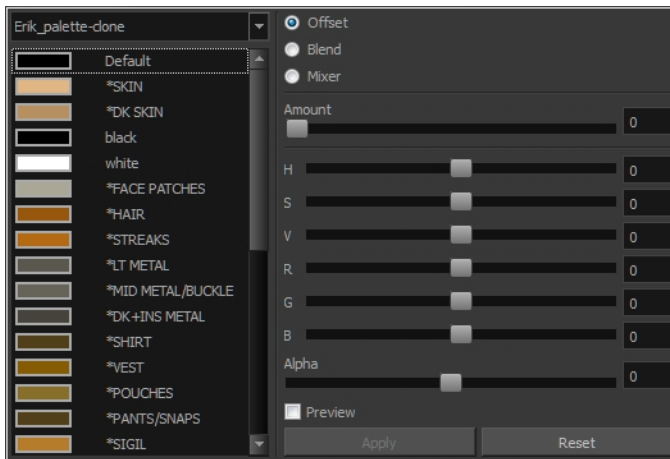 Erik_palette-clone
Default
*SKIN
*DK SKIN
black
white
*FACE PATCHES
*HAIR
*STREAKS
*LT METAL
*MID METAL/BUCKLE
*DK+INS METAL
*SHIRT
*VEST
*POUCHES
*PANTS/SNAPS
*SIGIL
Offset
Blend
Mixer
Amount
0
H 0
S 0
V 0
R 0
G 0
B 0
Alpha
0
Preview
Apply Reset